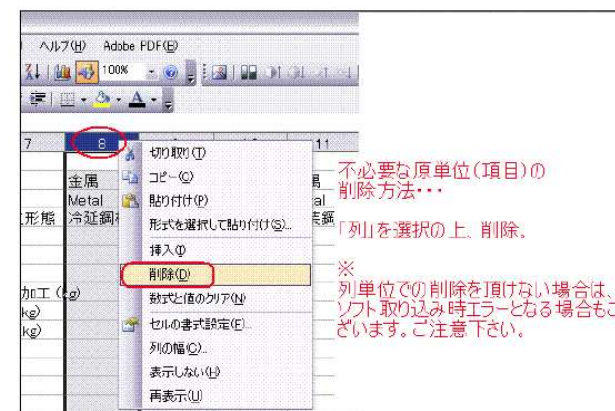 ヘルプ(H) Adobe PDF(E)
100%
7 8 11
金属
Metal
形態 冷延鋼
加工 (kg)
kg)
kg)
切り取り(T)
コピー(C)
貼り付け(P)
形式を選択して貼り付け(S)...
挿入(I)
削除(D)
数式と値のクリア(N)
セルの書式設定(F)...
列の幅(C)...
表示しない(H)
再表示(U)
不必要な原単位(項目)の
削除方法・・・
「列」を選択の上、削除。
※
列単位での削除を頂けない場合は、
ソフト取り込み時エラーとなる場合もご
ざいます。ご注意下さい。